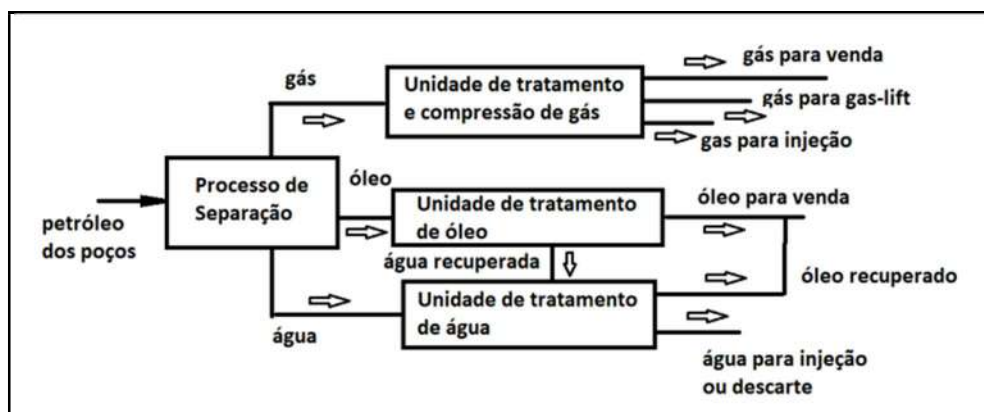 gás para venda
gás
Unidade de tratamento
e compressão de gás
gás para gas-lift
gas para injeção
Processo de
Separação
óleo
petróleo
dos poços
Unidade de tratamento
de óleo
óleo para venda
água recuperada
óleo recuperado
Unidade de tratamento
de água
água
água para injeção
ou descarte